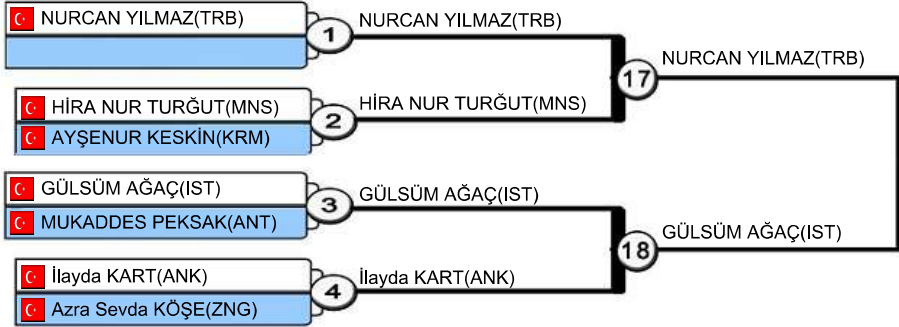 NURCAN YILMAZ(TRB)
1
NURCAN YILMAZ(TRB)
17
NURCAN YILMAZ(TRB)
HİRA NUR TURĞUT(MNS)
AYŞENUR KESKİN(KRM)
2
HİRA NUR TURĞUT(MNS)
GÜLSÜM AĞAÇ(IST)
MUKADDES PEKSAK(ANT)
3
GÜLSÜM AĞAÇ(IST)
18
GÜLSÜM AĞAÇ(IST)
İlayda KART(ANK)
Azra Sevda KÖŞE(ZNG)
4
İlayda KART(ANK)